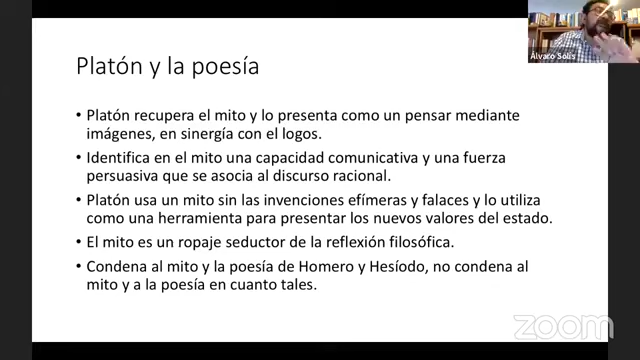 Álvaro Solís
Platón y la poesía
• Platón recupera el mito y lo presenta como un pensar mediante
imágenes, en sinergía con el logos.
• Identifica en el mito una capacidad comunicativa y una fuerza
persuasiva que se asocia al discurso racional.
• Platón usa un mito sin las invenciones efímeras y falaces y lo utiliza
como una herramienta para presentar los nuevos valores del estado.
• El mito es un ropaje seductor de la reflexión filosófica.
• Condena al mito y la poesía de Homero y Hesíodo, no condena al
mito y a la poesía en cuanto tales.
zoom